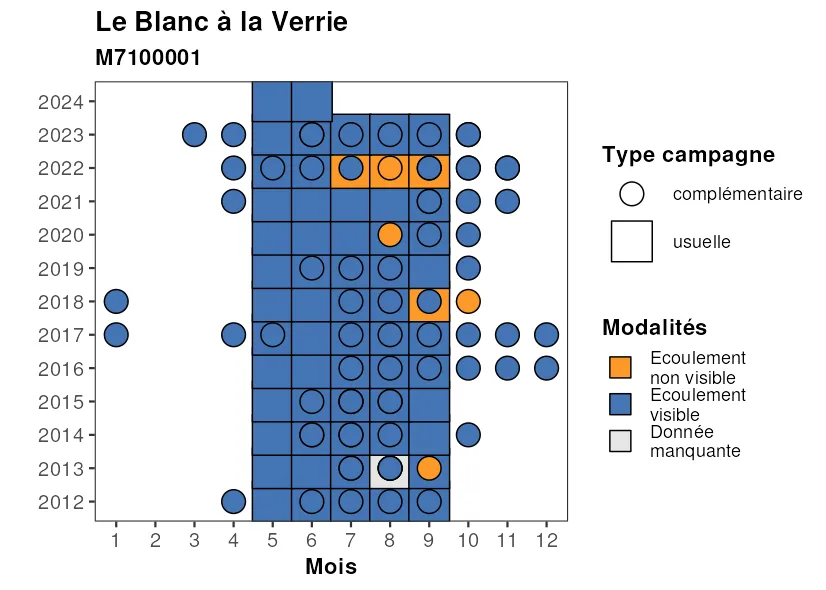 Le Blanc à la Verrie
M7100001
2024
2023
2022
2021
2020
2019
2018
2017
2016
2015
2014
2013
2012
1 2 3 4 5 6 7 8 9 10 11 12
Mois
Type campagne
complémentaire
usuelle
Modalités
Ecoulement
non visible
Ecoulement
visible
Donnée
manquante